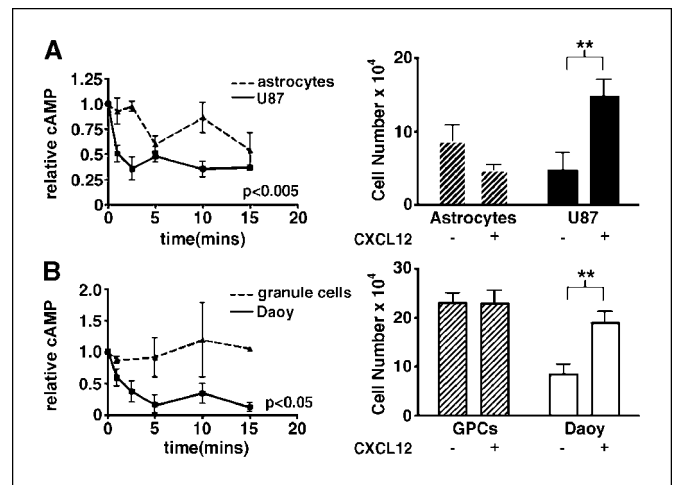 A
relative cAMP
1.25
1.0
0.75
0.5
0.25
0
0 5 10 15 20
time(mins)
astrocytes
U87
p<0.005
Cell Number x 10⁴
20
10
0
**
Astrocytes U87
CXCL12 - + - +
B
relative cAMP
2.0
1.5
1.0
0.5
0
0 5 10 15 20
time(mins)
granule cells
Daoy
p<0.05
Cell Number x 10⁴
30
20
10
0
**
GPCs Daoy
CXCL12 - + - +